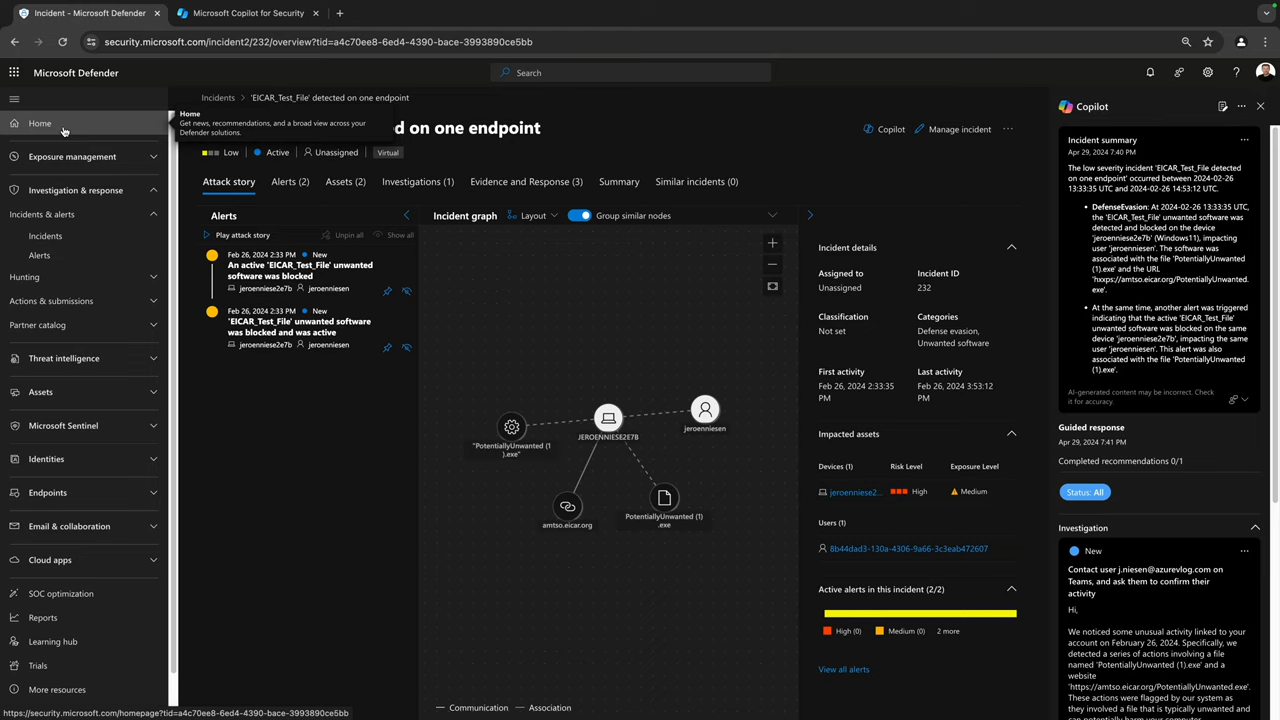 Incident - Microsoft Defender
Microsoft Copilot for Security
security.microsoft.com/incident2/232/overview?tid=a4c70ee8-6ed4-4390-bace-3993890ce5bb
Microsoft Defender
Search
Home
Exposure management
Investigation & response
Incidents & alerts
Incidents
Alerts
Hunting
Actions & submissions
Partner catalog
Threat intelligence
Assets
Microsoft Sentinel
Identities
Endpoints
Email & collaboration
Cloud apps
SOC optimization
Reports
Learning hub
Trials
More resources
https://security.microsoft.com/homepage?tid=a4c70ee8-6ed4-4390-bace-3993890ce5bb
Incidents > 'EICAR_Test_File' detected on one endpoint
Home
Get news, recommendations, and a broad view across your
Defender solutions.
d on one endpoint
Copilot
Manage incident
Low
Active
Unassigned
Virtual
Attack story
Alerts (2)
Assets (2)
Investigations (1)
Evidence and Response (3)
Summary
Similar incidents (0)
Alerts
Play attack story
Unpin all
Show all
Feb 26, 2024 2:33 PM • New
An active 'EICAR_Test_File' unwanted
software was blocked
jeroenniese2e7b
jeroenniesen
Feb 26, 2024 2:33 PM • New
'EICAR_Test_File' unwanted software
was blocked and was active
jeroenniese2e7b
jeroenniesen
Incident graph
Layout
Group similar nodes
"PotentiallyUnwanted (1
).exe"
JEROENNIESE2E7B
jeroenniesen
amtso.eicar.org
PotentiallyUnwanted (1)
.exe
Communication
Association
Incident details
Assigned to
Unassigned
Incident ID
232
Classification
Not set
Categories
Defense evasion,
Unwanted software
First activity
Feb 26, 2024 2:33:35
PM
Last activity
Feb 26, 2024 3:53:12
PM
Impacted assets
Devices (1)
Risk Level
Exposure Level
jeroenniese2...
High
Medium
Users (1)
8b44dad3-130a-4306-9a66-3c3eab472607
Active alerts in this incident (2/2)
High (0)
Medium (0)
2 more
View all alerts
Copilot
Incident summary
Apr 29, 2024 7:40 PM
The low severity incident 'EICAR_Test_File detected
on one endpoint' occurred between 2024-02-26
13:33:35 UTC and 2024-02-26 14:53:12 UTC.
• DefenseEvasion: At 2024-02-26 13:33:35 UTC,
the 'EICAR_Test_File' unwanted software was
detected and blocked on the device
'jeroenniese2e7b' (Windows11), impacting
user 'jeroenniesen'. The software was
associated with the file 'PotentiallyUnwanted
(1).exe' and the URL
'hxxps://amtso.eicar.org/PotentiallyUnwanted.
exe'.
• At the same time, another alert was triggered
indicating that the active 'EICAR_Test_File'
unwanted software was blocked on the same
device 'jeroenniese2e7b', impacting the same
user 'jeroenniesen'. This alert was also
associated with the file 'PotentiallyUnwanted
(1).exe'.
AI-generated content may be incorrect. Check
it for accuracy.
Guided response
Apr 29, 2024 7:41 PM
Completed recommendations 0/1
Status: All
Investigation
New
Contact user j.niesen@azurevlog.com on
Teams, and ask them to confirm their
activity
Hi,
We noticed some unusual activity linked to your
account on February 26, 2024. Specifically, we
detected a series of actions involving a file
named 'PotentiallyUnwanted (1).exe' and a
website
'https://amtso.eicar.org/PotentiallyUnwanted.exe'.
These actions were flagged by our system as
they involved a file that is typically unwanted and